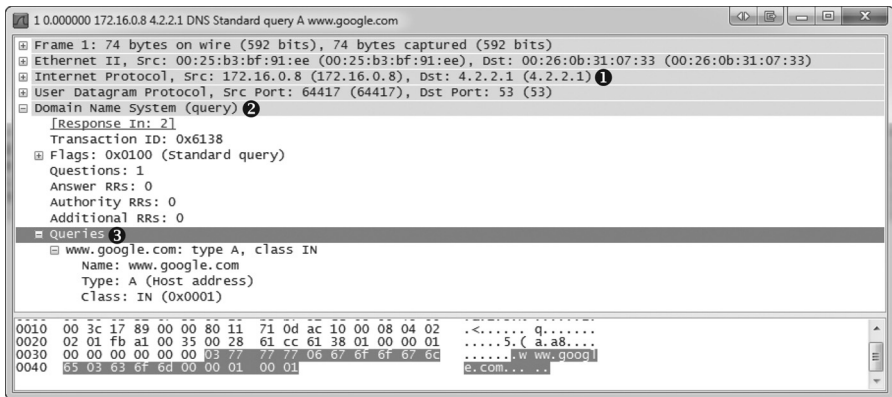 1 0.000000 172.16.0.8 4.2.2.1 DNS Standard query A www.google.com
Frame 1: 74 bytes on wire (592 bits), 74 bytes captured (592 bits)
Ethernet II, Src: 00:25:b3:bf:91:ee (00:25:b3:bf:91:ee), Dst: 00:26:0b:31:07:33 (00:26:0b:31:07:33)
Internet Protocol, Src: 172.16.0.8 (172.16.0.8), Dst: 4.2.2.1 (4.2.2.1) ❶
User Datagram Protocol, Src Port: 64417 (64417), Dst Port: 53 (53)
Domain Name System (query) ❷
[Response In: 2]
Transaction ID: 0x6138
Flags: 0x0100 (Standard query)
Questions: 1
Answer RRs: 0
Authority RRs: 0
Additional RRs: 0
Queries ❸
www.google.com: type A, class IN
Name: www.google.com
Type: A (Host address)
Class: IN (0x0001)
0010 00 3c 17 89 00 00 80 11 71 0d ac 10 00 08 04 02 .<...... q.......
0020 02 01 fb a1 00 35 00 28 61 cc 61 38 01 00 00 01 .....5.( a.a8....
0030 00 00 00 00 00 00 03 77 77 77 06 67 6f 6f 67 6c .......w ww.googl
0040 65 03 63 6f 6d 00 00 01 00 01 e.com... ..